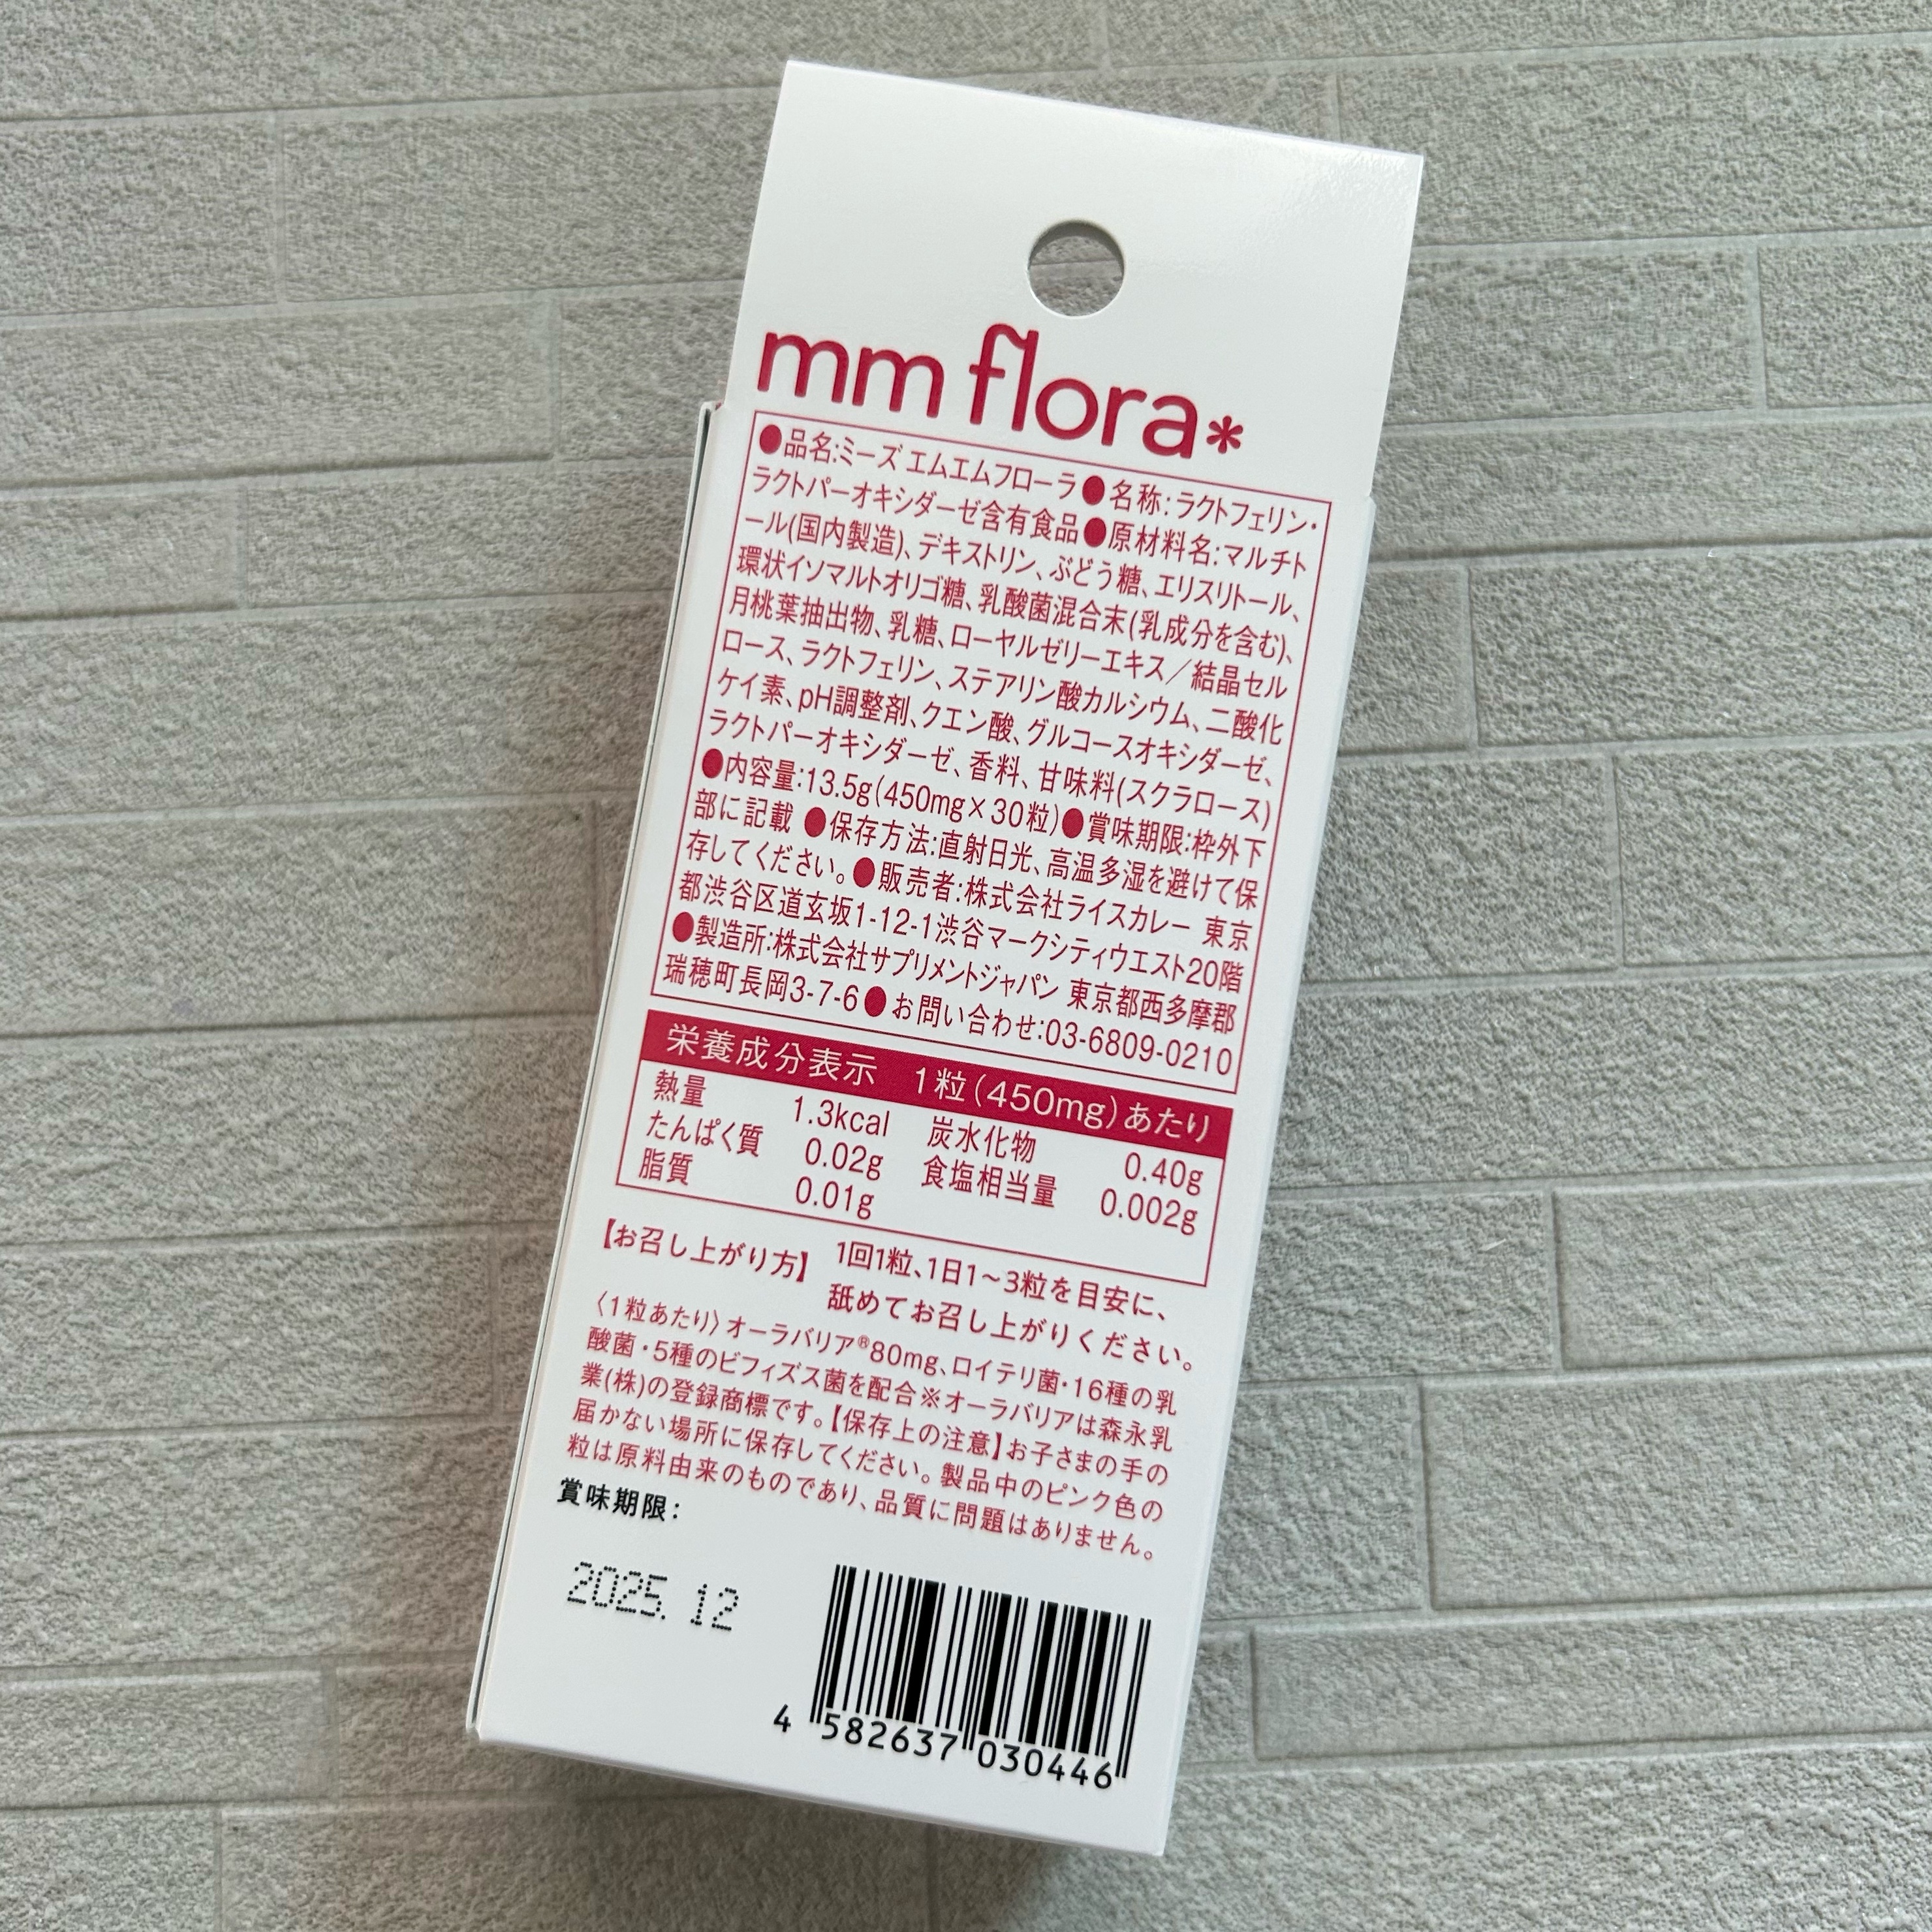 mm flora*
●品名:ミーズ エムエムフローラ●名称:ラクトフェリン・
ラクトパーオキシダーゼ含有食品●原材料名:マルチト
ール(国内製造)、デキストリン、ぶどう糖、エリスリトール、
環状イソマルトオリゴ糖、乳酸菌混合末(乳成分を含む)、
月桃葉抽出物、乳糖、ローヤルゼリーエキス／結晶セル
ロース、ラクトフェリン、ステアリン酸カルシウム、二酸化
ケイ素、pH調整剤、クエン酸、グルコースオキシダーゼ、
ラクトパーオキシダーゼ、香料、甘味料(スクラロース)
●内容量:13.5g(450mg×30粒)●賞味期限:枠外下
部に記載 ●保存方法:直射日光、高温多湿を避けて保
存してください。●販売者:株式会社ライスカレー 東京
都渋谷区道玄坂1-12-1渋谷マークシティウエスト20階
●製造所:株式会社サプリメントジャパン 東京都西多摩郡
瑞穂町長岡3-7-6●お問い合わせ:03-6809-0210
栄養成分表示 1粒(450mg)あたり
熱量 1.3kcal 炭水化物 0.40g
たんぱく質 0.02g 食塩相当量 0.002g
脂質 0.01g
【お召し上がり方】 1回1粒、1日1～3粒を目安に、
舐めてお召し上がりください。
〈1粒あたり〉オーラバリア®80mg、ロイテリ菌・16種の乳
酸菌・5種のビフィズス菌を配合※オーラバリアは森永乳
業(株)の登録商標です。【保存上の注意】お子さまの手の
届かない場所に保存してください。製品中のピンク色の
粒は原料由来のものであり、品質に問題はありません。
賞味期限:
2025.12
4 582637 030446